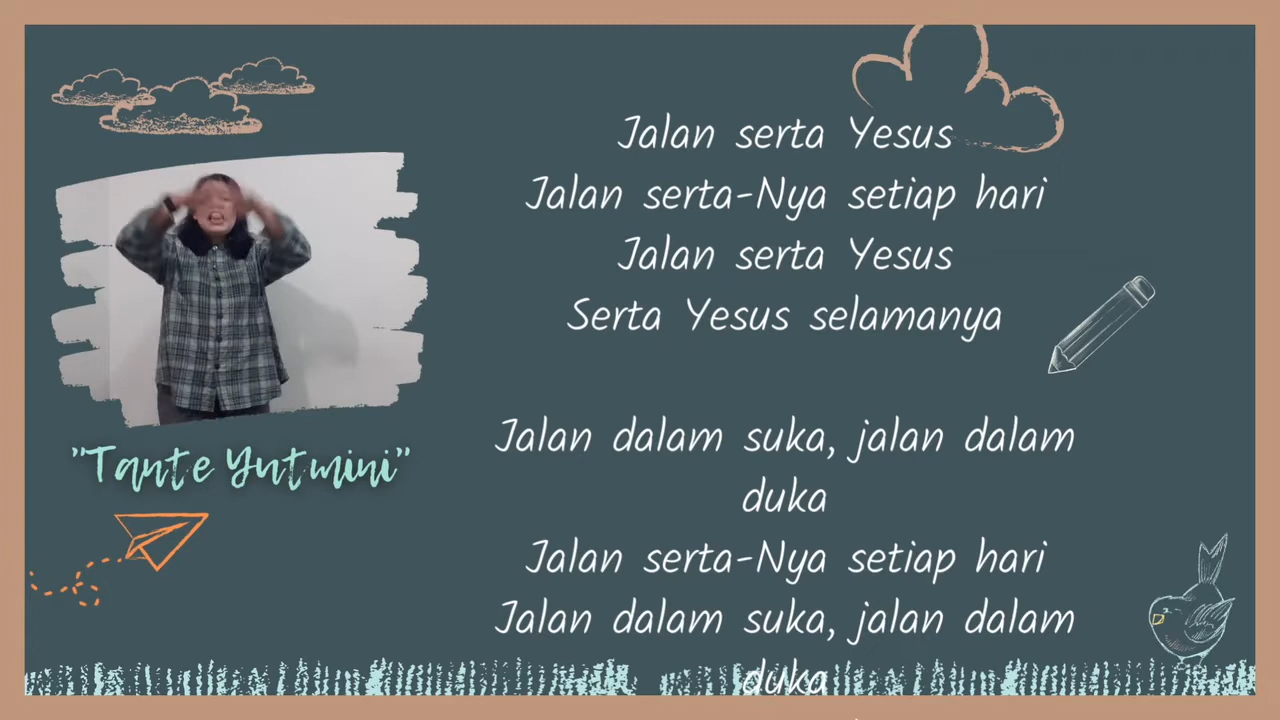 Jalan serta Yesus
Jalan serta-Nya setiap hari
Jalan serta Yesus
Serta Yesus selamanya
Jalan dalam suka, jalan dalam
duka
Jalan serta-Nya setiap hari
Jalan dalam suka, jalan dalam
duka
"Tante Yutmini"